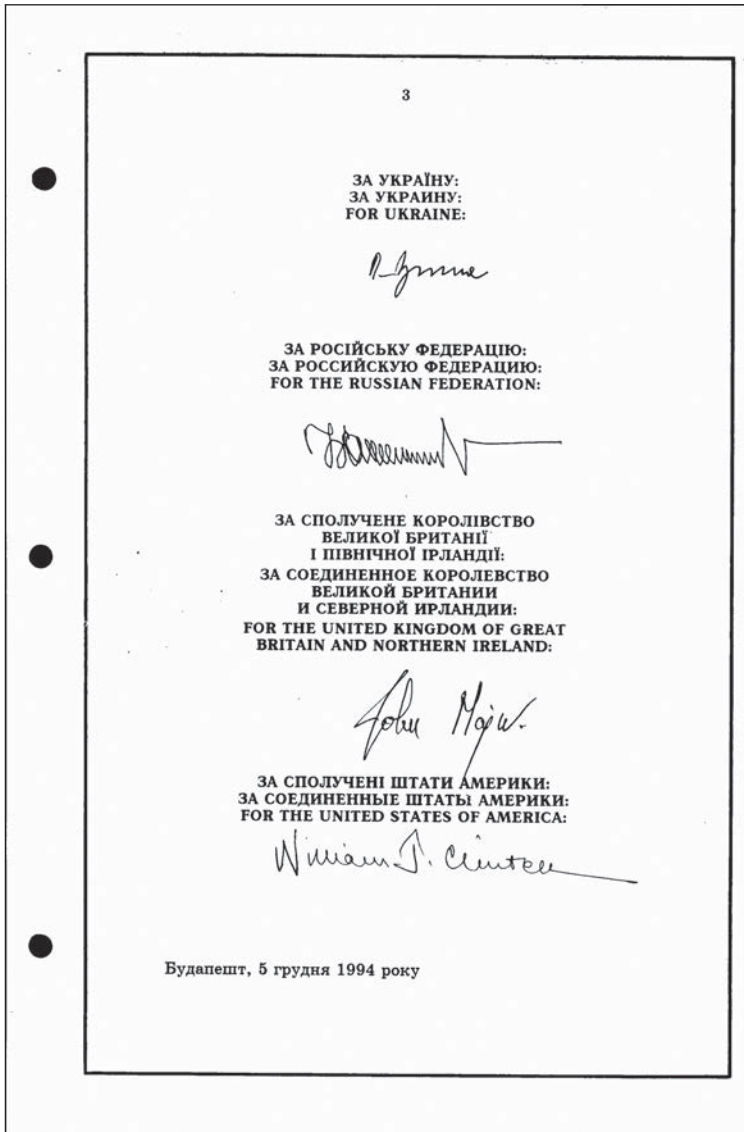 3
ЗА УКРАЇНУ:
ЗА УКРАИНУ:
FOR UKRAINE:
ЗА РОСІЙСЬКУ ФЕДЕРАЦІЮ:
ЗА РОССИЙСКУЮ ФЕДЕРАЦИЮ:
FOR THE RUSSIAN FEDERATION:
ЗА СПОЛУЧЕНЕ КОРОЛІВСТВО
ВЕЛИКОЇ БРИТАНІЇ
І ПІВНІЧНОЇ ІРЛАНДІЇ:
ЗА СОЕДИНЕННОЕ КОРОЛЕВСТВО
ВЕЛИКОЙ БРИТАНИИ
И СЕВЕРНОЙ ИРЛАНДИИ:
FOR THE UNITED KINGDOM OF GREAT
BRITAIN AND NORTHERN IRELAND:
John Major
ЗА СПОЛУЧЕНІ ШТАТИ АМЕРИКИ:
ЗА СОЕДИНЕННЫЕ ШТАТЫ АМЕРИКИ:
FOR THE UNITED STATES OF AMERICA:
William J. Clinton
Будапешт, 5 грудня 1994 року